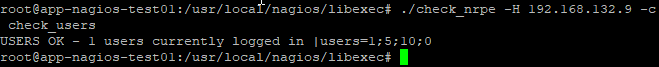 root@app-nagios-test01:/usr/local/nagios/libexec# ./check_nrpe -H 192.168.132.9 -c
 check_users
USERS OK - 1 users currently logged in |users=1;5;10;0
root@app-nagios-test01:/usr/local/nagios/libexec#